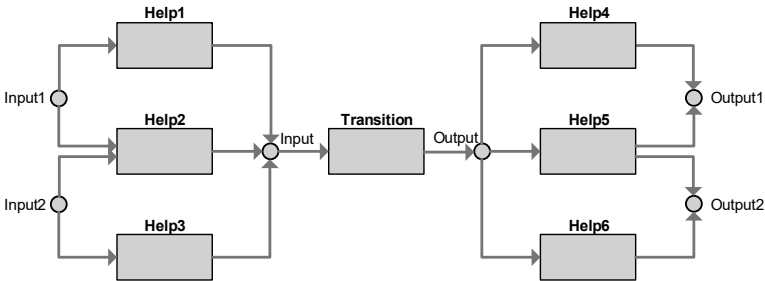 Help1
Help4
Input1
Output1
Help2
Input
Transition
Output
Help5
Input2
Output2
Help3
Help6